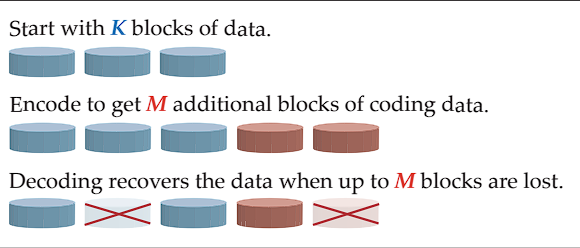 Start with K blocks of data.
Encode to get M additional blocks of coding data.
Decoding recovers the data when up to M blocks are lost.